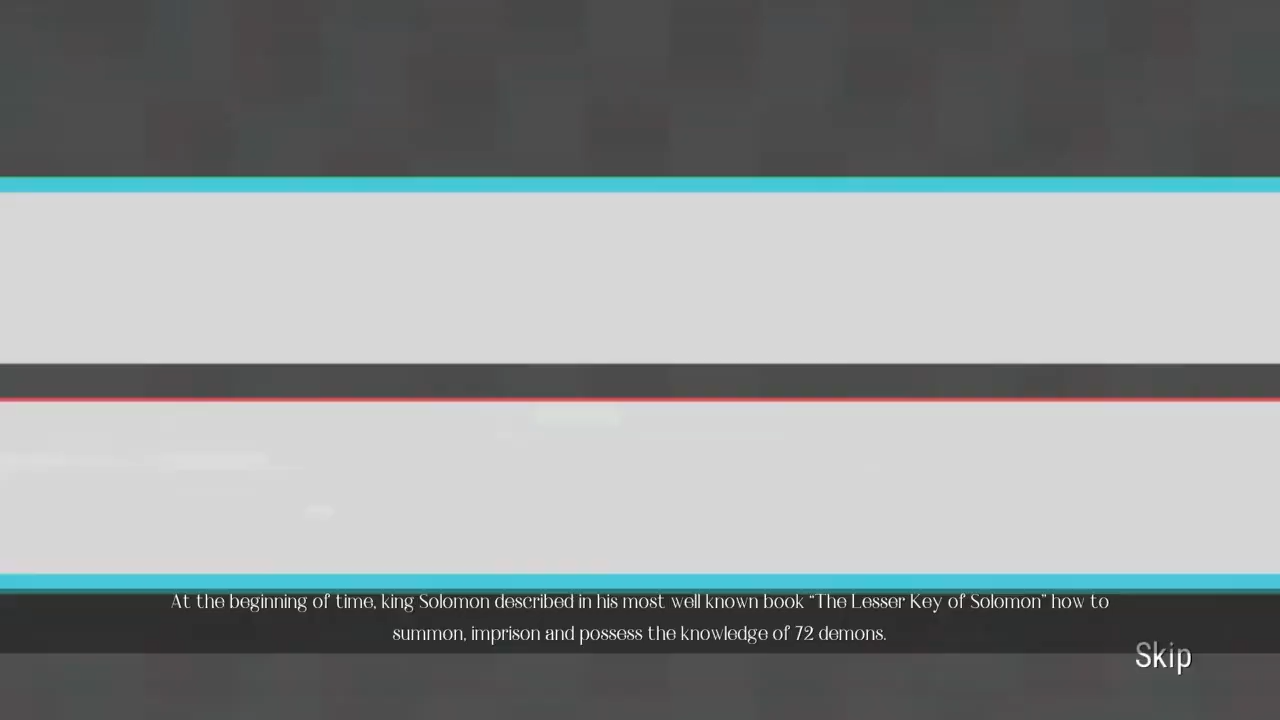 At the beginning of time, king Solomon described in his most well known book “The Lesser Key of Solomon” how to
summon, imprison and possess the knowledge of 72 demons.
Skip